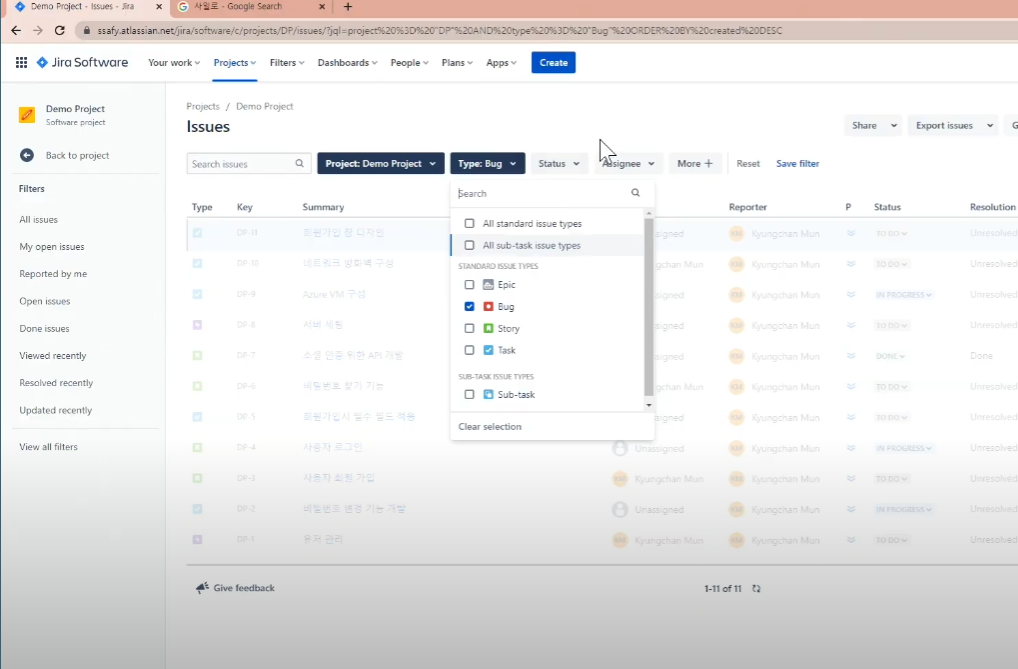 Demo Project - Issues - Jira
사일로 - Google Search
ssafy.atlassian.net/jira/software/c/projects/DP/issues/?jql=project%20%3D%20"DP"%20AND%20type%20%3D%20"Bug"%20ORDER%20BY%20created%20DESC
Jira Software Your work Projects Filters Dashboards People Plans Apps Create
Demo Project
Software project
Back to project
Filters
All issues
My open issues
Reported by me
Open issues
Done issues
Viewed recently
Resolved recently
Updated recently
View all filters
Projects / Demo Project
Issues
Share Export issues G
Search issues Project: Demo Project Type: Bug Status Assignee More + Reset Save filter
Search
All standard issue types
All sub-task issue types
STANDARD ISSUE TYPES
Epic
Bug
Story
Task
SUB-TASK ISSUE TYPES
Sub-task
Clear selection
Type Key Summary Reporter P Status Resolution
DP-11 회원가입 창 디자인 signed Kyungchan Mun TO DO Unresolved
DP-10 네트워크 방화벽 구성 gchan Mun Kyungchan Mun TO DO Unresolved
DP-9 Azure VM 구성 signed Kyungchan Mun IN PROGRESS Unresolved
DP-8 서버 세팅 signed Kyungchan Mun TO DO Unresolved
DP-7 소셜 인증 위한 API 개발 signed Kyungchan Mun DONE Done
DP-6 비밀번호 찾기 기능 gchan Mun Kyungchan Mun TO DO Unresolved
DP-5 회원가입시 필수 필드 적용 signed Kyungchan Mun TO DO Unresolved
DP-4 사용자 로그인 Unassigned Kyungchan Mun IN PROGRESS Unresolved
DP-3 사용자 회원 가입 Kyungchan Mun Kyungchan Mun TO DO Unresolved
DP-2 비밀번호 변경 기능 개발 Unassigned Kyungchan Mun IN PROGRESS Unresolved
DP-1 유저 관리 Kyungchan Mun Kyungchan Mun TO DO Unresolved
Give feedback
1-11 of 11